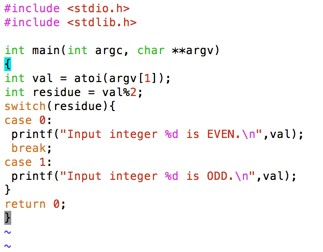 #include <stdio.h>
#include <stdlib.h>

int main(int argc, char **argv)
{
int val = atoi(argv[1]);
int residue = val%2;
switch(residue){
case 0:
 printf("Input integer %d is EVEN.\n",val);
 break;
case 1:
 printf("Input integer %d is ODD.\n",val);
}
return 0;
}
~
~